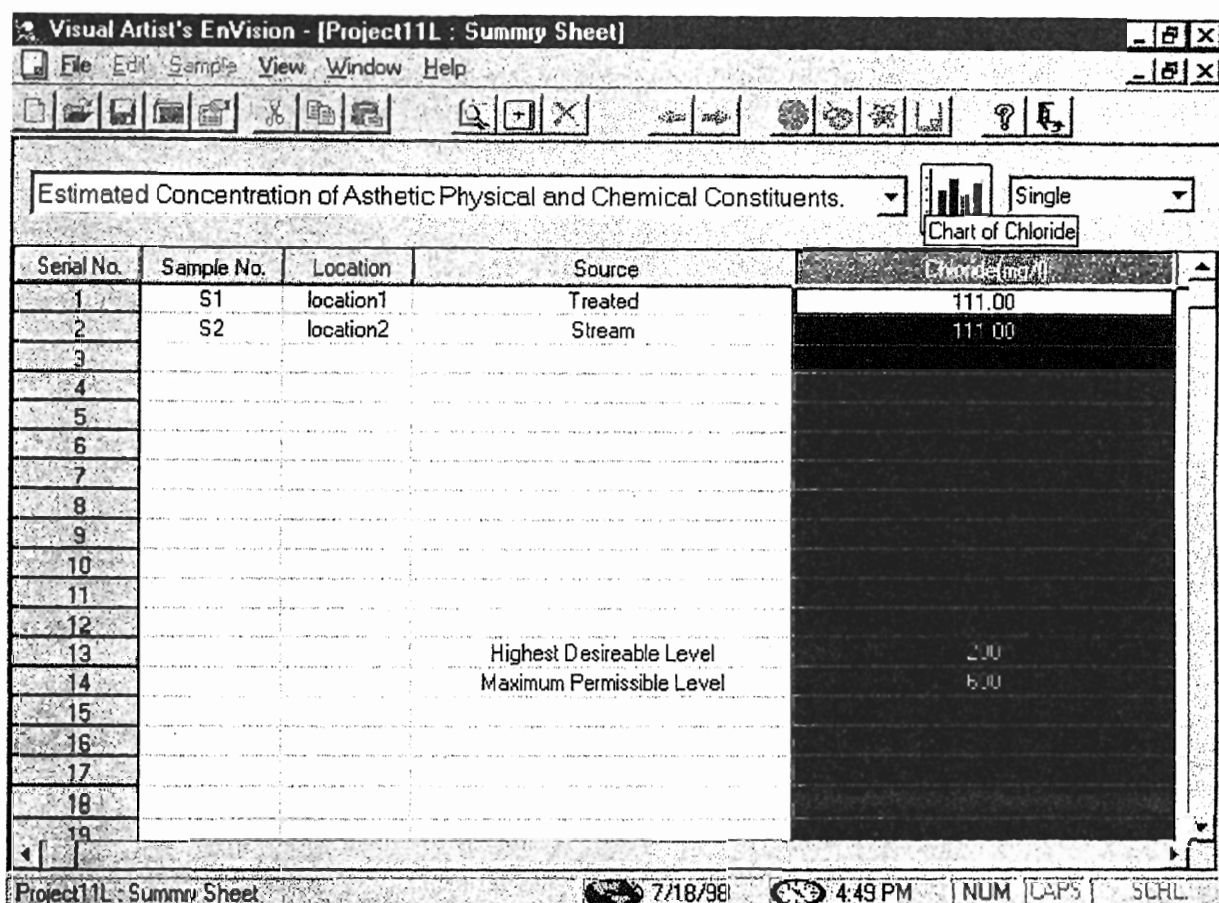 Visual Artist's EnVision - [Project11L : Summry Sheet]
File Edit Sample View Window Help
Estimated Concentration of Asthetic Physical and Chemical Constituents.
Single
Chart of Chloride
Serial No. Sample No. Location Source Chloride(mg/l)
1 S1 location1 Treated 111.00
2 S2 location2 Stream 111.00
3
4
5
6
7
8
9
10
11
12
13 Highest Desireable Level 200
14 Maximum Permissible Level 600
15
16
17
18
19
Project11L : Summry Sheet 7/18/98 4:49 PM NUM CAPS SCRL